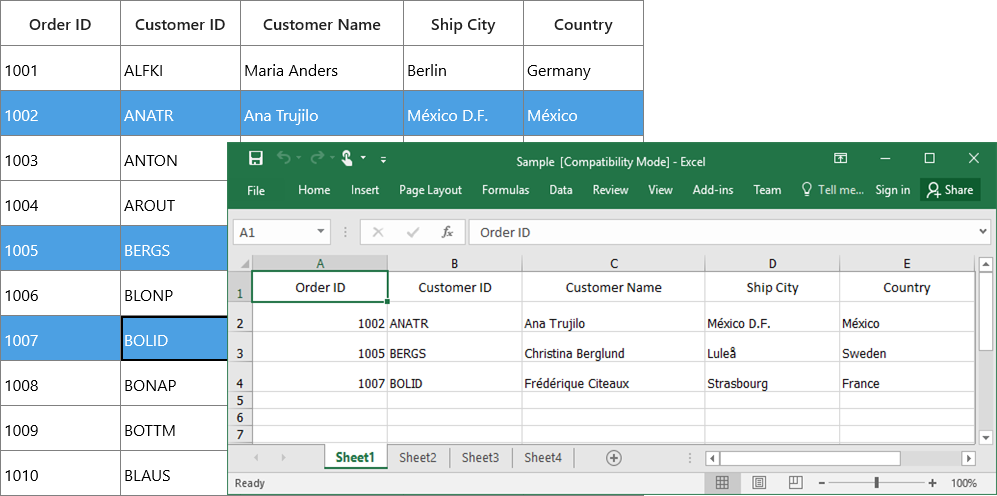 Order ID Customer ID Customer Name Ship City Country
1001 ALFKI Maria Anders Berlin Germany
1002 ANATR Ana Trujilo México D.F. México
1003 ANTON
1004 AROUT
1005 BERGS
1006 BLONP
1007 BOLID
1008 BONAP
1009 BOTTM
1010 BLAUS
Sample [Compatibility Mode] - Excel
File Home Insert Page Layout Formulas Data Review View Add-ins Team Tell me... Sign in Share
A1 fx Order ID
A B C D E
1 Order ID Customer ID Customer Name Ship City Country
2 1002 ANATR Ana Trujilo México D.F. México
3 1005 BERGS Christina Berglund Luleå Sweden
4 1007 BOLID Frédérique Citeaux Strasbourg France
5
6
7
Sheet1 Sheet2 Sheet3 Sheet4
Ready 100%